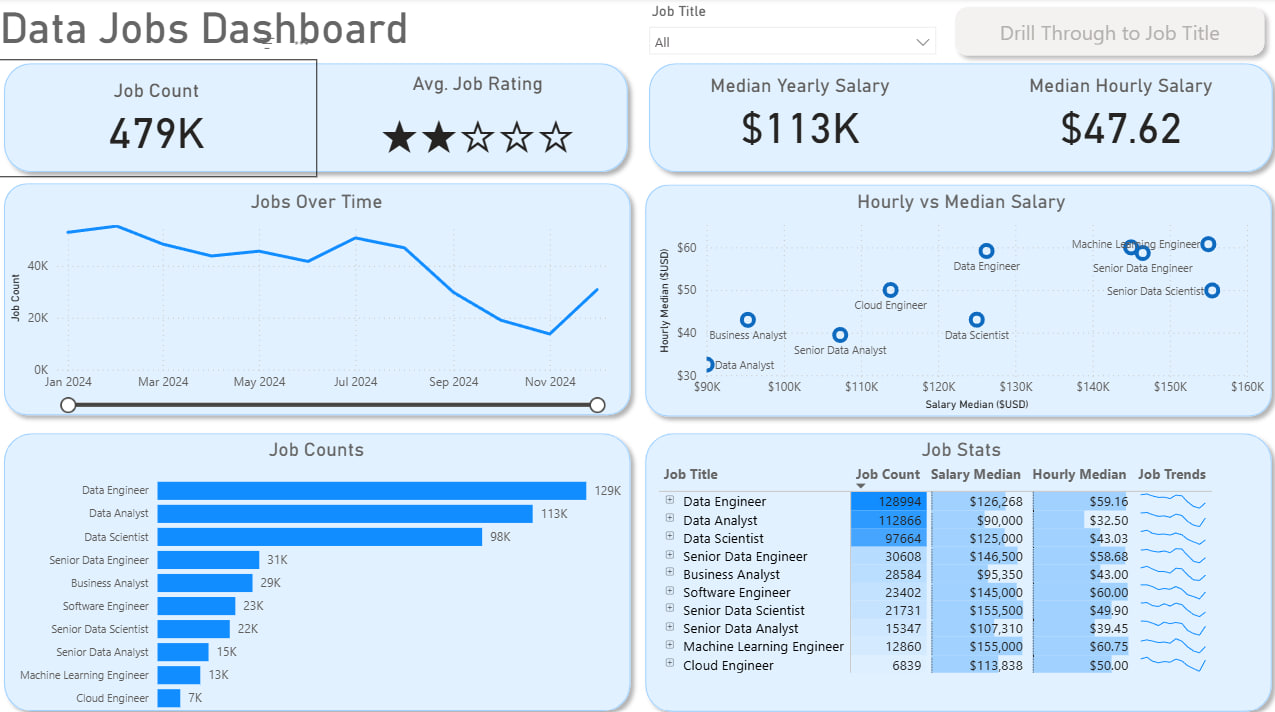 Data Jobs Dashboard
Job Title
All
Drill Through to Job Title
Job Count
479K
Avg. Job Rating
★★☆☆☆
Median Yearly Salary
$113K
Median Hourly Salary
$47.62
Jobs Over Time
Job Count
40K
20K
0K
Jan 2024 Mar 2024 May 2024 Jul 2024 Sep 2024 Nov 2024
Hourly vs Median Salary
Hourly Median ($USD)
$60
$50
$40
$30
Machine Learning Engineer
Data Engineer
Senior Data Engineer
Senior Data Scientist
Cloud Engineer
Business Analyst
Data Scientist
Senior Data Analyst
Data Analyst
$90K $100K $110K $120K $130K $140K $150K $160K
Salary Median ($USD)
Job Counts
Data Engineer 129K
Data Analyst 113K
Data Scientist 98K
Senior Data Engineer 31K
Business Analyst 29K
Software Engineer 23K
Senior Data Scientist 22K
Senior Data Analyst 15K
Machine Learning Engineer 13K
Cloud Engineer 7K
Job Stats
Job Title Job Count Salary Median Hourly Median Job Trends
Data Engineer 128994 $126,268 $59.16
Data Analyst 112866 $90,000 $32.50
Data Scientist 97664 $125,000 $43.03
Senior Data Engineer 30608 $146,500 $58.68
Business Analyst 28584 $95,350 $43.00
Software Engineer 23402 $145,000 $60.00
Senior Data Scientist 21731 $155,500 $49.90
Senior Data Analyst 15347 $107,310 $39.45
Machine Learning Engineer 12860 $155,000 $60.75
Cloud Engineer 6839 $113,838 $50.00